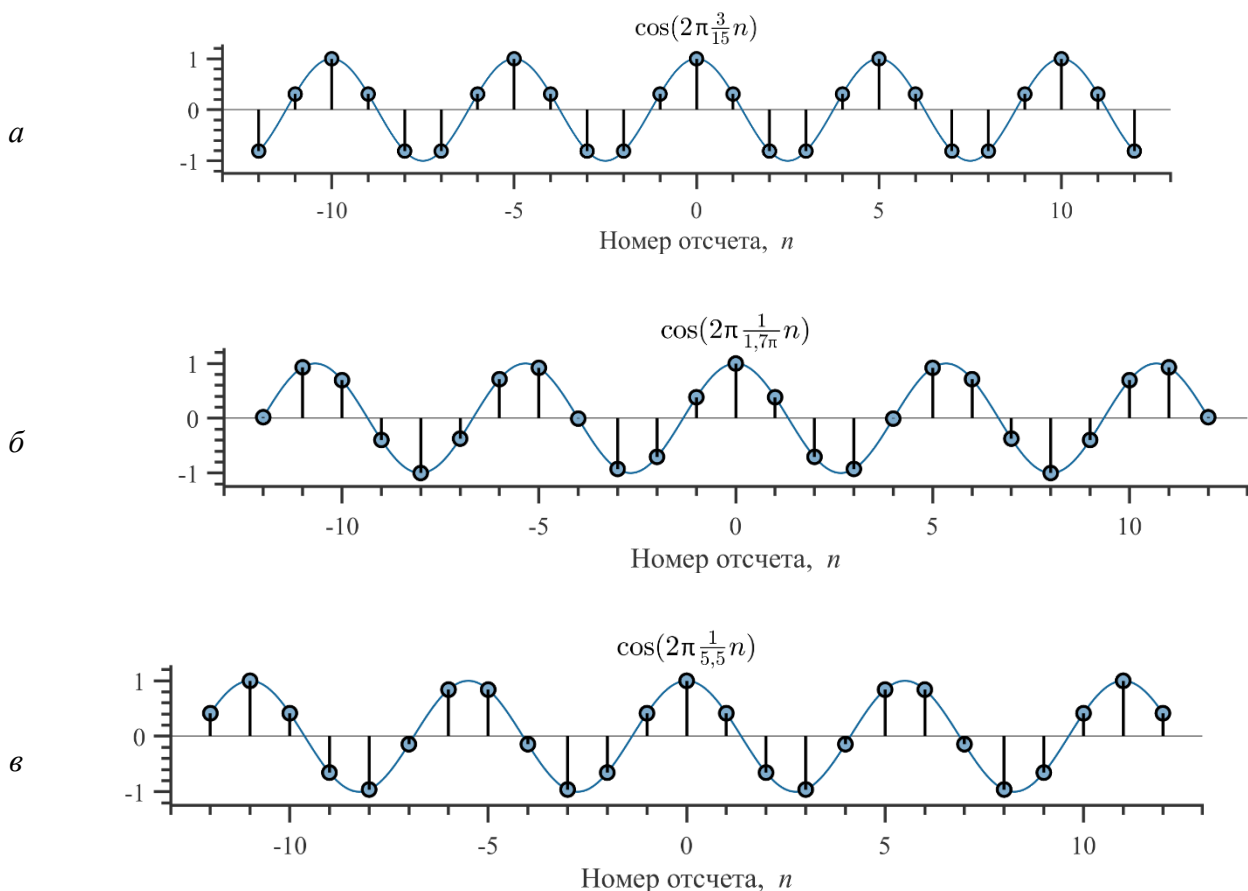 cos(2π 3/15 n)
а
1
0
-1
-10 -5 0 5 10
Номер отсчета, n
cos(2π 1/1,7π n)
б
1
0
-1
-10 -5 0 5 10
Номер отсчета, n
cos(2π 1/5,5 n)
в
1
0
-1
-10 -5 0 5 10
Номер отсчета, n